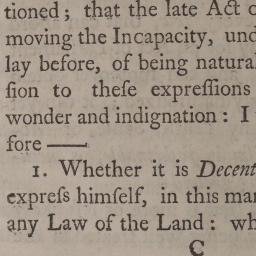 tioned; that the late Act o
moving the Incapacity, und
lay before, of being natural
ſion to theſe expreſſions
wonder and indignation: I
fore ——
1. Whether it is Decent
expreſs himſelf, in this man
any Law of the Land: wh
C